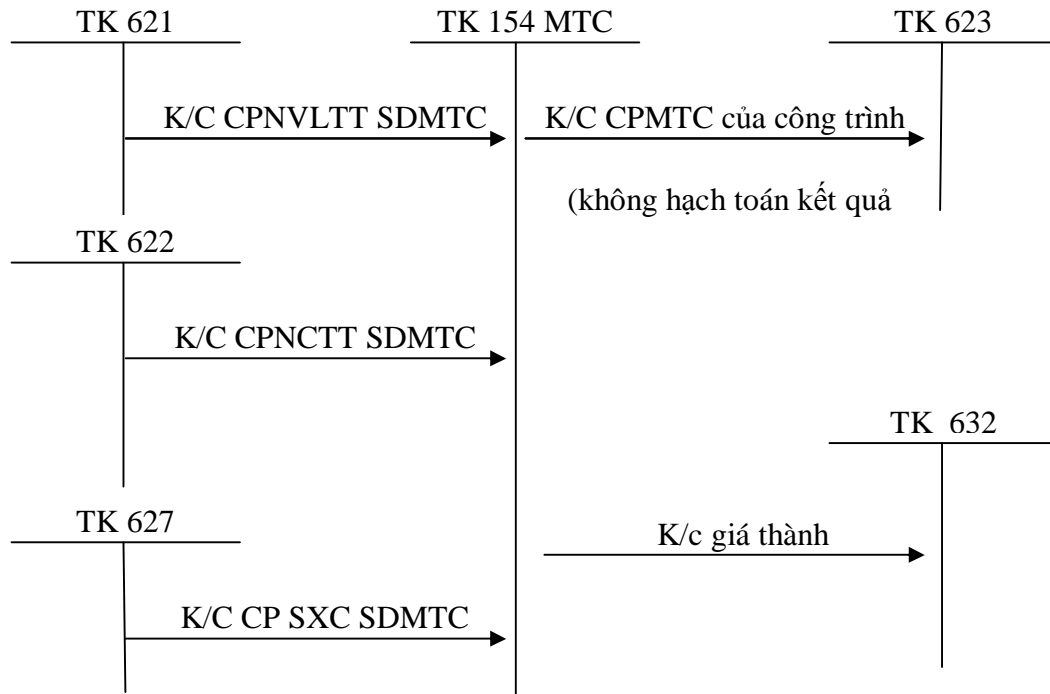 TK 621
TK 154 MTC
TK 623
K/C CPNVLTT SDMTC
K/C CPMTC của công trình
(không hạch toán kết quả
TK 622
K/C CPNCTT SDMTC
TK 632
TK 627
K/c giá thành
K/C CP SXC SDMTC